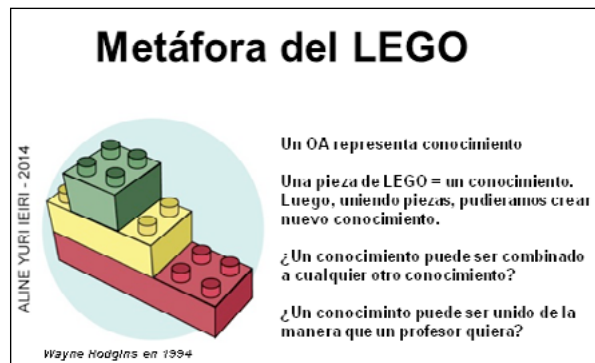 Metáfora del LEGO
ALINE YURI IEIRI - 2014
Un OA representa conocimiento
Una pieza de LEGO = un conocimiento.
Luego, uniendo piezas, pudieramos crear
nuevo conocimiento.
¿Un conocimiento puede ser combinado
a cualquier otro conocimiento?
¿Un conociminto puede ser unido de la
manera que un profesor quiera?
Wayne Hodgins en 1994